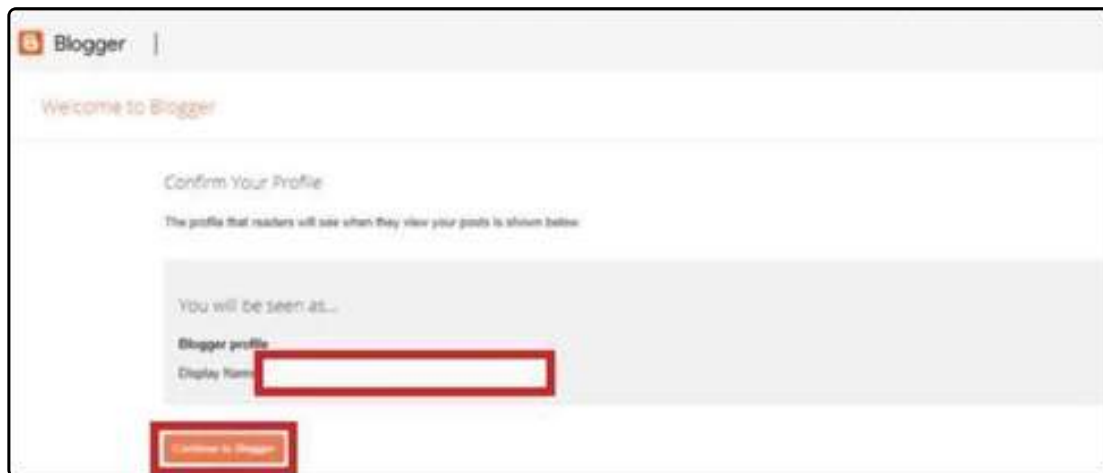 Blogger
Welcome to Blogger
Confirm Your Profile
The profile that readers will see when they view your posts is shown below
You will be seen as...
Blogger profile
Display Name
Continue to Blogger